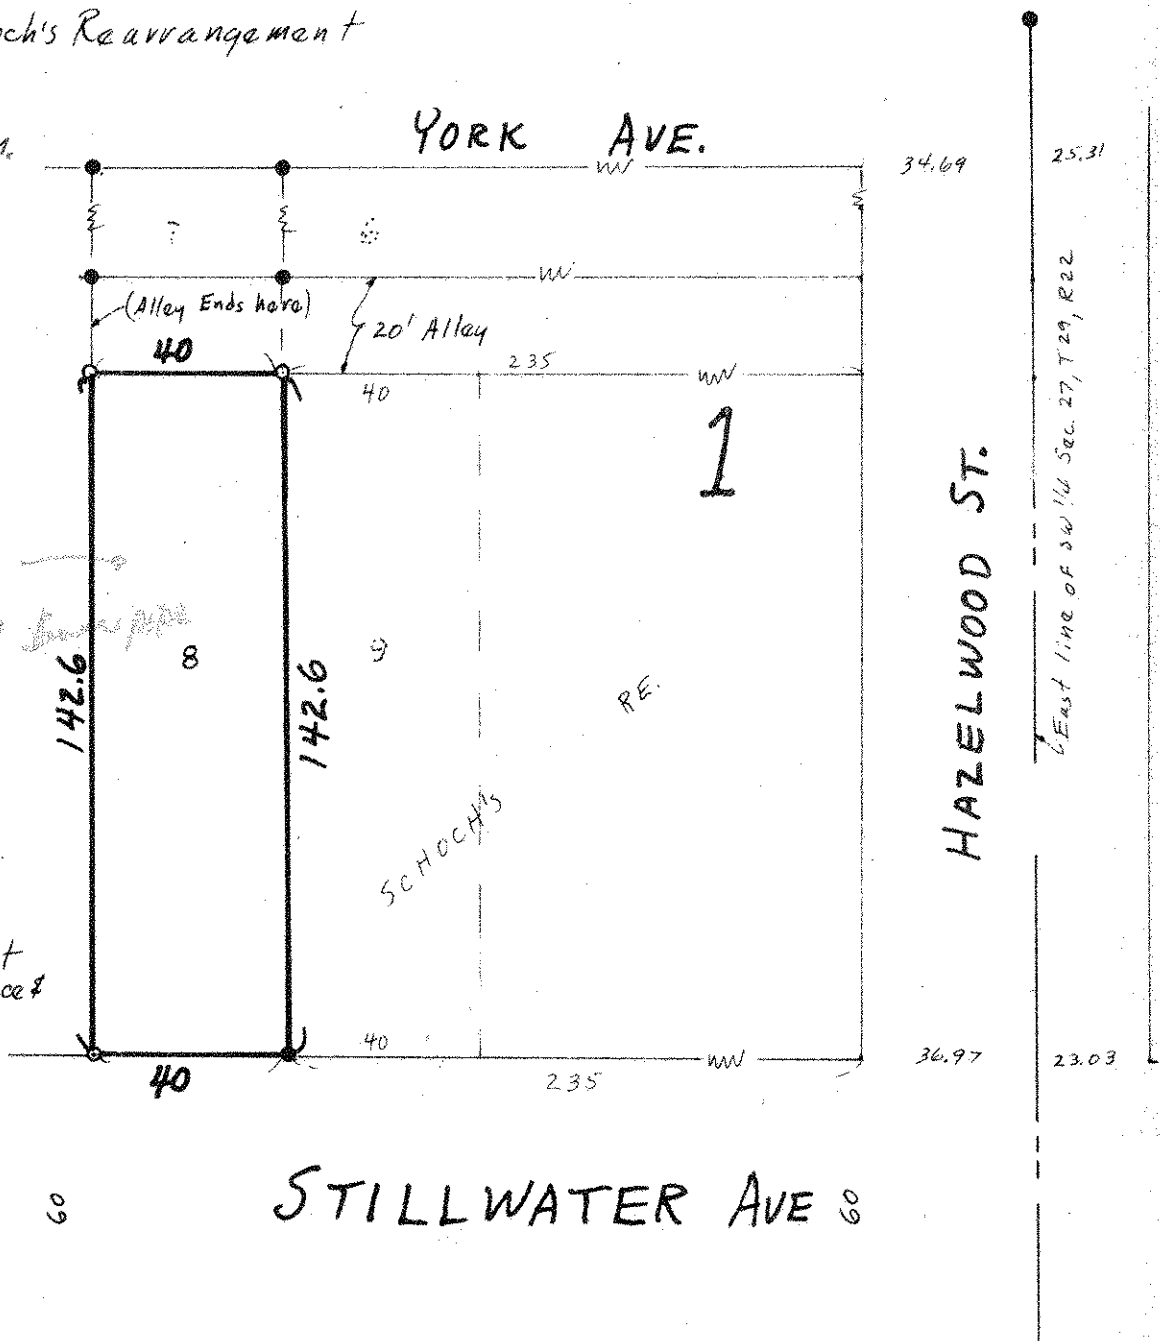 ch's Rearrangement
YORK AVE.
34.69
25.31
(Alley Ends here)
20' Alley
40
235
40
1
East line of SW 1/4 Sec. 27, T29, R22
HAZELWOOD ST.
142.6
8
142.6
9
RE.
SCHOCH'S
40
40
235
36.97
23.03
60
STILLWATER AVE
60